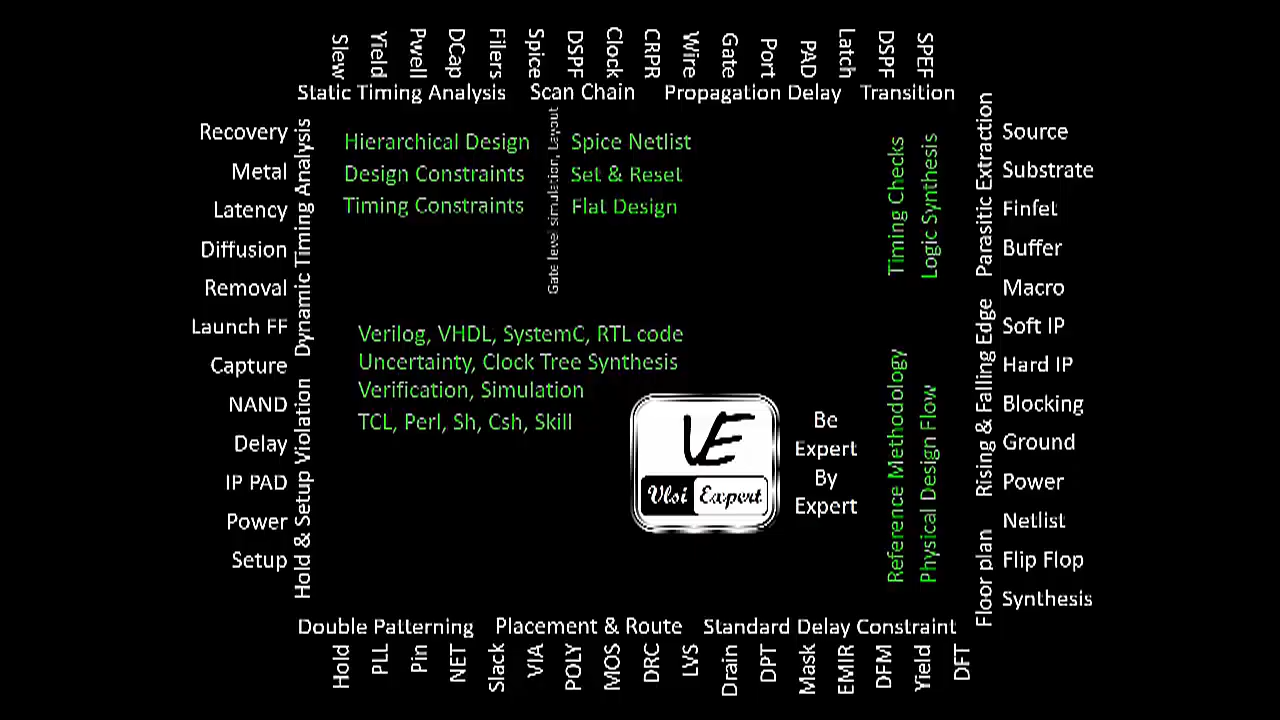 Slew
Yield
Pwell
DCap
Filers
Spice
DSPF
Clock
CRPR
Wire
Gate
Port
PAD
Latch
DSPF
SPEF
Static Timing Analysis
Scan Chain
Propagation Delay
Transition
Recovery
Metal
Latency
Diffusion
Removal
Launch FF
Capture
NAND
Delay
IP PAD
Power
Setup
Dynamic Timing Analysis
Hold & Setup Violation
Hierarchical Design
Design Constraints
Timing Constraints
Gate level simulation, Layout
Spice Netlist
Set & Reset
Flat Design
Timing Checks
Logic Synthesis
Verilog, VHDL, SystemC, RTL code
Uncertainty, Clock Tree Synthesis
Verification, Simulation
TCL, Perl, Sh, Csh, Skill
VE
Vlsi Expert
Be
Expert
By
Expert
Reference Methodology
Physical Design Flow
Parasitic Extraction
Rising & Falling Edge
Floor plan
Source
Substrate
Finfet
Buffer
Macro
Soft IP
Hard IP
Blocking
Ground
Power
Netlist
Flip Flop
Synthesis
Double Patterning
Placement & Route
Standard Delay Constraint
Hold
PLL
Pin
NET
Slack
VIA
POLY
MOS
DRC
LVS
Drain
DPT
Mask
EMIR
DFM
Yield
DFT